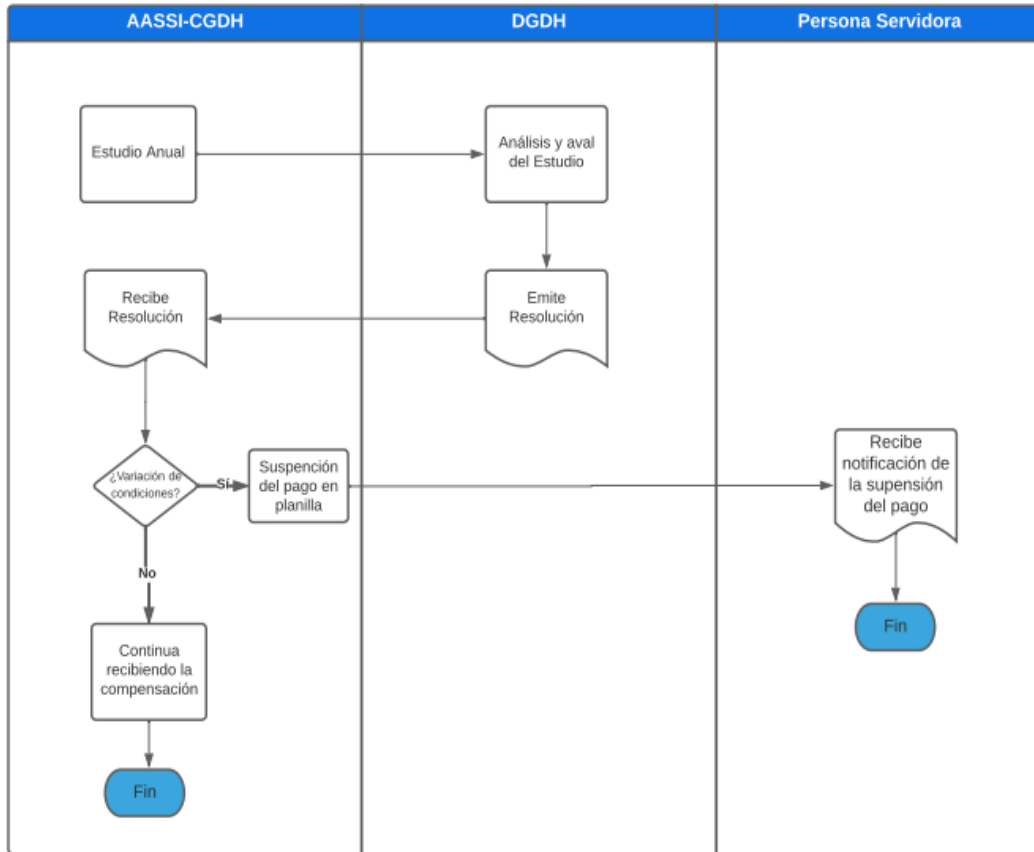 AASSI-CGDH
DGDH
Persona Servidora
Estudio Anual
Análisis y aval
del Estudio
Recibe
Resolución
Emite
Resolución
¿Variación de
condiciones?
Sí
Suspención
del pago en
planilla
Recibe
notificación de
la supensión
del pago
No
Fin
Continua
recibiendo la
compensación
Fin